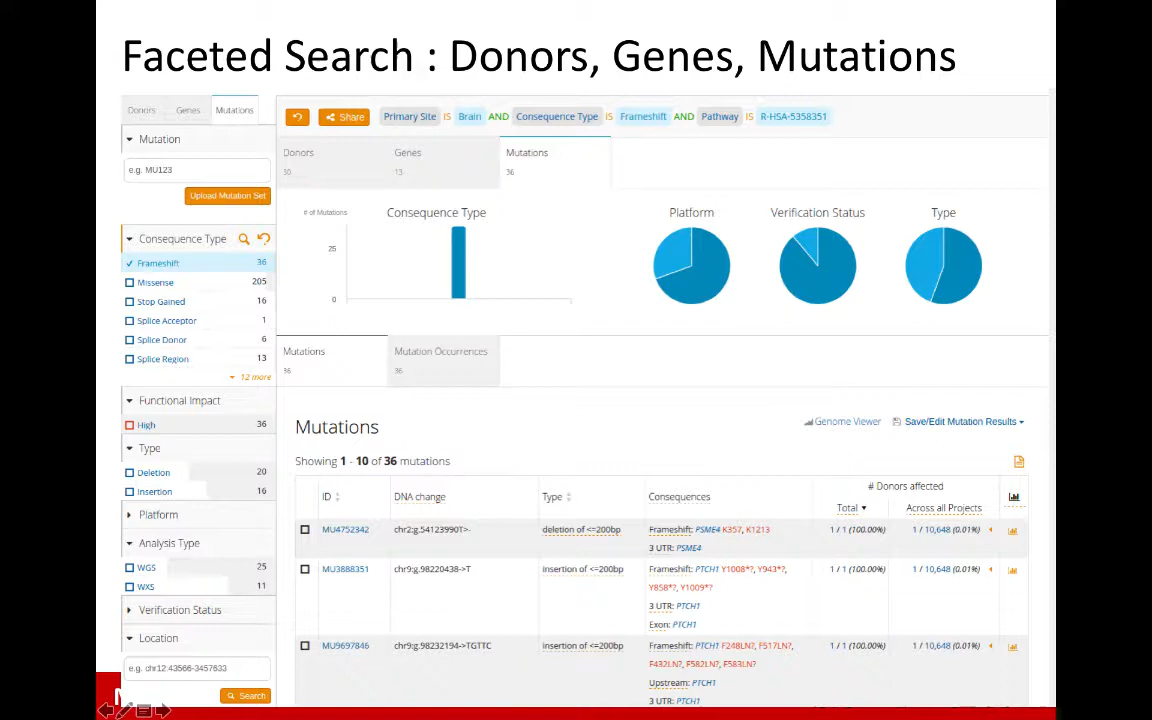 Faceted Search : Donors, Genes, Mutations
Donors Genes Mutations
Mutation
e.g. MU123
Upload Mutation Set
Consequence Type
Frameshift 36
Missense 205
Stop Gained 16
Splice Acceptor 1
Splice Donor 6
Splice Region 13
12 more
Functional Impact
High 36
Type
Deletion 20
Insertion 16
Platform
Analysis Type
WGS 25
WXS 11
Verification Status
Location
e.g. chr12:43566-3457633
Search
Share Primary Site IS Brain AND Consequence Type IS Frameshift AND Pathway IS R-HSA-5358351
Donors Genes Mutations
30 13 36
# of Mutations Consequence Type Platform Verification Status Type
25
0
Mutations Mutation Occurrences
36 36
Mutations Genome Viewer Save/Edit Mutation Results
Showing 1 - 10 of 36 mutations
# Donors affected
ID DNA change Type Consequences Total Across all Projects
MU4752342 chr2:g.54123990T>- deletion of <=200bp Frameshift: PSME4 K357, K1213 1 / 1 (100.00%) 1 / 10,648 (0.01%)
3 UTR: PSME4
MU3888351 chr9:g.98220438->T insertion of <=200bp Frameshift: PTCH1 Y1008*?, Y943*?, 1 / 1 (100.00%) 1 / 10,648 (0.01%)
Y858*?, Y1009*?
3 UTR: PTCH1
Exon: PTCH1
MU9697846 chr9:g.98232194->TGTTC insertion of <=200bp Frameshift: PTCH1 F248LN?, F517LN?, 1 / 1 (100.00%) 1 / 10,648 (0.01%)
F432LN?, F582LN?, F583LN?
Upstream: PTCH1
3 UTR: PTCH1